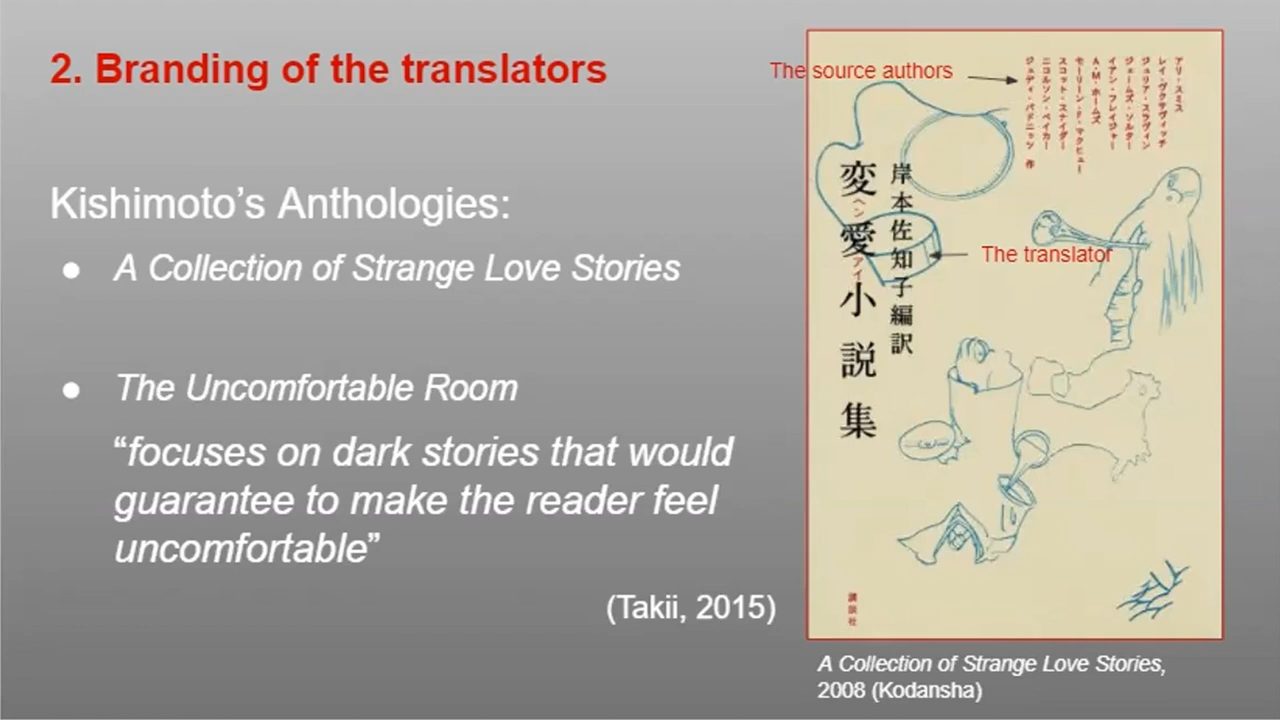 2. Branding of the translators
Kishimoto's Anthologies:
● A Collection of Strange Love Stories
● The Uncomfortable Room
“focuses on dark stories that would
guarantee to make the reader feel
uncomfortable”
(Takii, 2015)
The source authors
アリ・スミス
レイ・ヴクサヴィッチ
ジュリア・スラヴィン
ジェームズ・ソルター
イアン・フレイジャー
A・M・ホームズ
モーリーン・F・マクヒュー
スコット・スナイダー
ニコルソン・ベイカー
ジュディ・バドニッツ 作
The translator
岸本佐知子編訳
変愛小説集
ヘンアイ
講談社
A Collection of Strange Love Stories,
2008 (Kodansha)